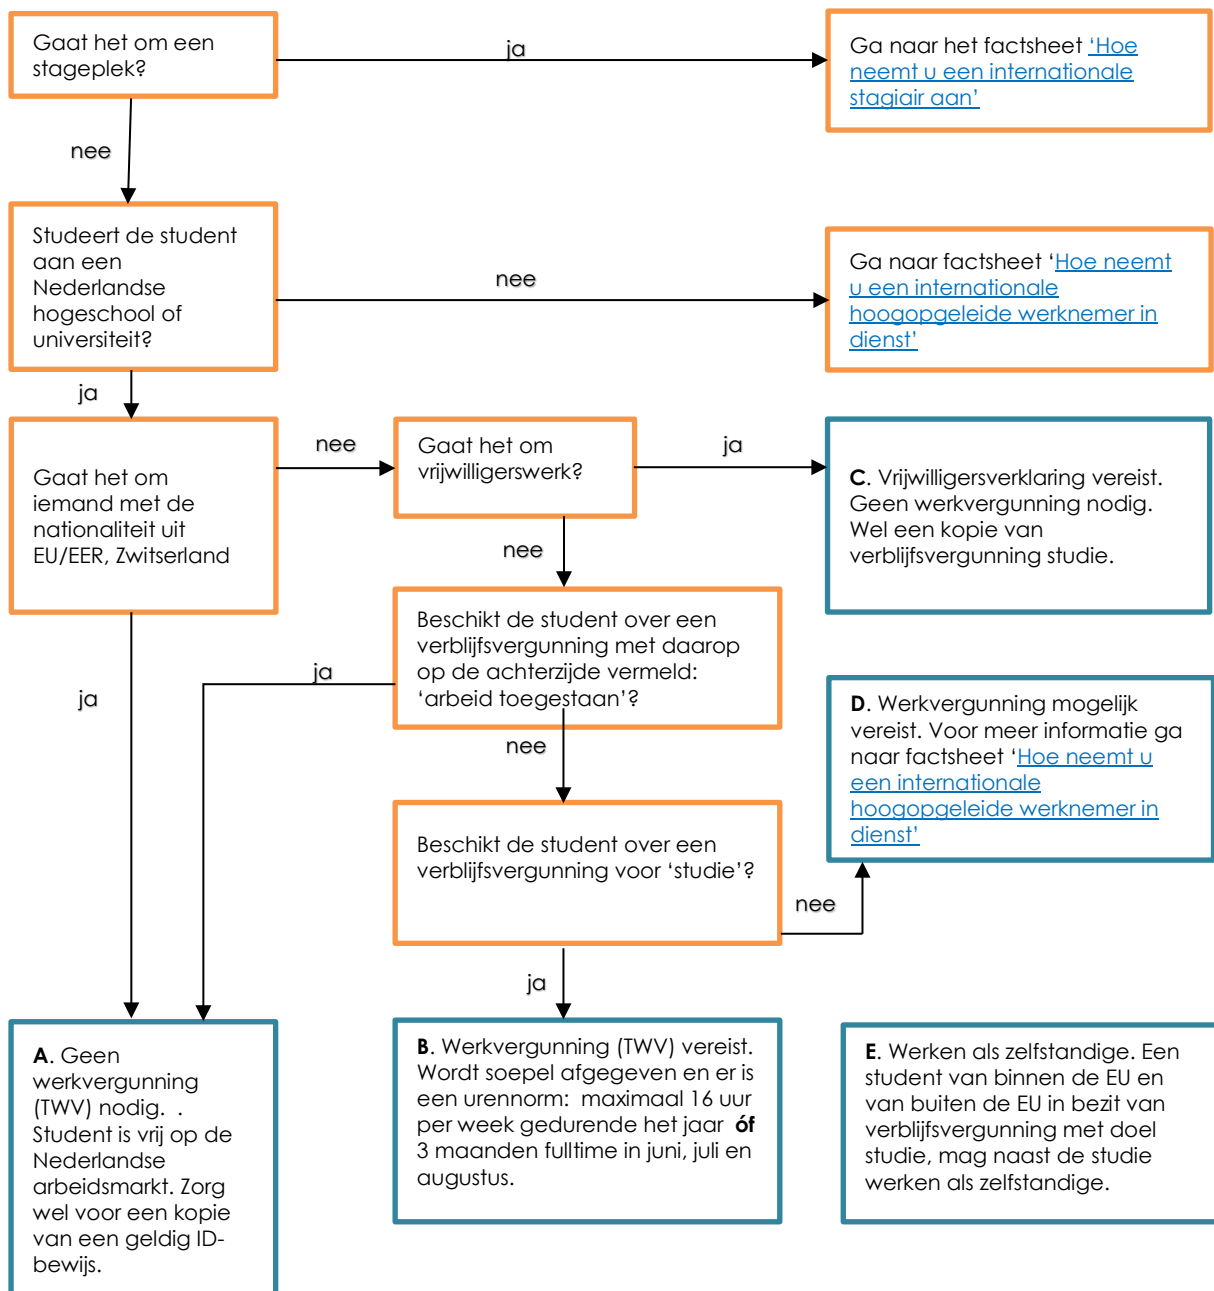 Gaat het om een
stageplek?
ja
Ga naar het factsheet ‘Hoe
neemt u een internationale
stagiair aan’
nee
Studeert de student
aan een
Nederlandse
hogeschool of
universiteit?
nee
Ga naar factsheet ‘Hoe neemt
u een internationale
hoogopgeleide werknemer in
dienst’
ja
Gaat het om
iemand met de
nationaliteit uit
EU/EER, Zwitserland
nee
Gaat het om
vrijwilligerswerk?
ja
C. Vrijwilligersverklaring vereist.
Geen werkvergunning nodig.
Wel een kopie van
verblijfsvergunning studie.
nee
Beschikt de student over een
verblijfsvergunning met daarop
op de achterzijde vermeld:
‘arbeid toegestaan’?
ja
ja
nee
D. Werkvergunning mogelijk
vereist. Voor meer informatie ga
naar factsheet ‘Hoe neemt u
een internationale
hoogopgeleide werknemer in
dienst’
Beschikt de student over een
verblijfsvergunning voor ‘studie’?
nee
ja
A. Geen
werkvergunning
(TWV) nodig. .
Student is vrij op de
Nederlandse
arbeidsmarkt. Zorg
wel voor een kopie
van een geldig ID-
bewijs.
B. Werkvergunning (TWV) vereist.
Wordt soepel afgegeven en er is
een urennorm: maximaal 16 uur
per week gedurende het jaar óf
3 maanden fulltime in juni, juli en
augustus.
E. Werken als zelfstandige. Een
student van binnen de EU en
van buiten de EU in bezit van
verblijfsvergunning met doel
studie, mag naast de studie
werken als zelfstandige.